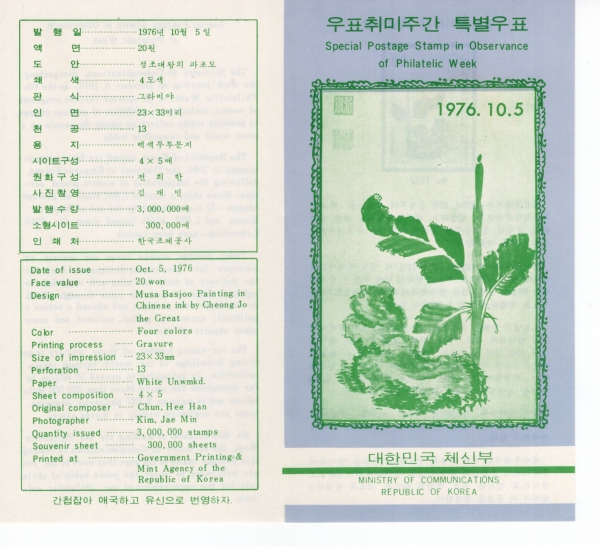 발 행 일 1976년 10월 5일
액 면 20원
도 안 정조대왕의 파초도
쇄 색 4도색
판 식 그라비아
인 면 23×33미리
천 공 13
용 지 백색무투문지
시이트구성 4×5매
원화구성 전희한
사진촬영 김재민
발행수량 3,000,000매
소형시이트 300,000매
인 쇄 처 한국조폐공사
Date of issue Oct. 5, 1976
Face value 20 won
Design Musa Basjoo Painting in
Chinese ink by Cheong Jo
the Great
Color Four colors
Printing process Gravure
Size of impression 23×33mm
Perforation 13
Paper White Unwmkd.
Sheet composition 4×5
Original composer Chun, Hee Han
Photographer Kim, Jae Min
Quantity issued 3,000,000 stamps
Souvenir sheet 300,000 sheets
Printed at Government Printing &
Mint Agency of the
Republic of Korea
간첩잡아 애국하고 유신으로 번영하자.
우표취미주간 특별우표
Special Postage Stamp in Observance
of Philatelic Week
1976. 10.5
대한민국 체신부
MINISTRY OF COMMUNICATIONS
REPUBLIC OF KOREA